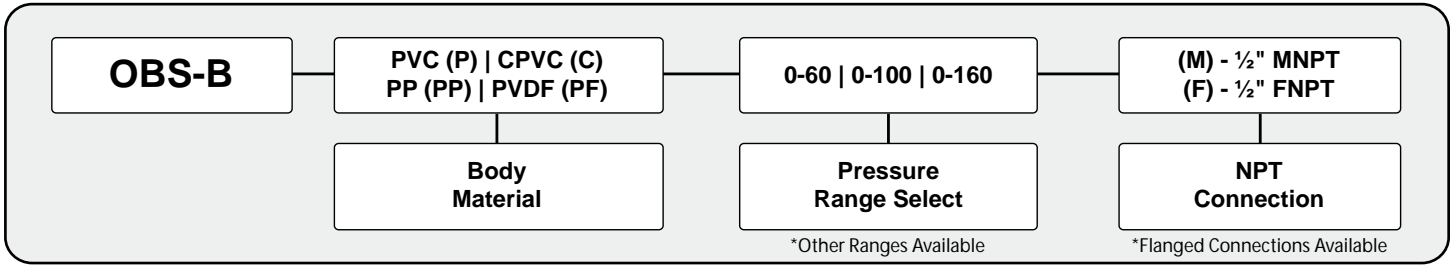 OBS-B
PVC (P) | CPVC (C)
PP (PP) | PVDF (PF)
0-60 | 0-100 | 0-160
(M) - ½" MNPT
(F) - ½" FNPT
Body
Material
Pressure
Range Select
NPT
Connection
*Other Ranges Available
*Flanged Connections Available